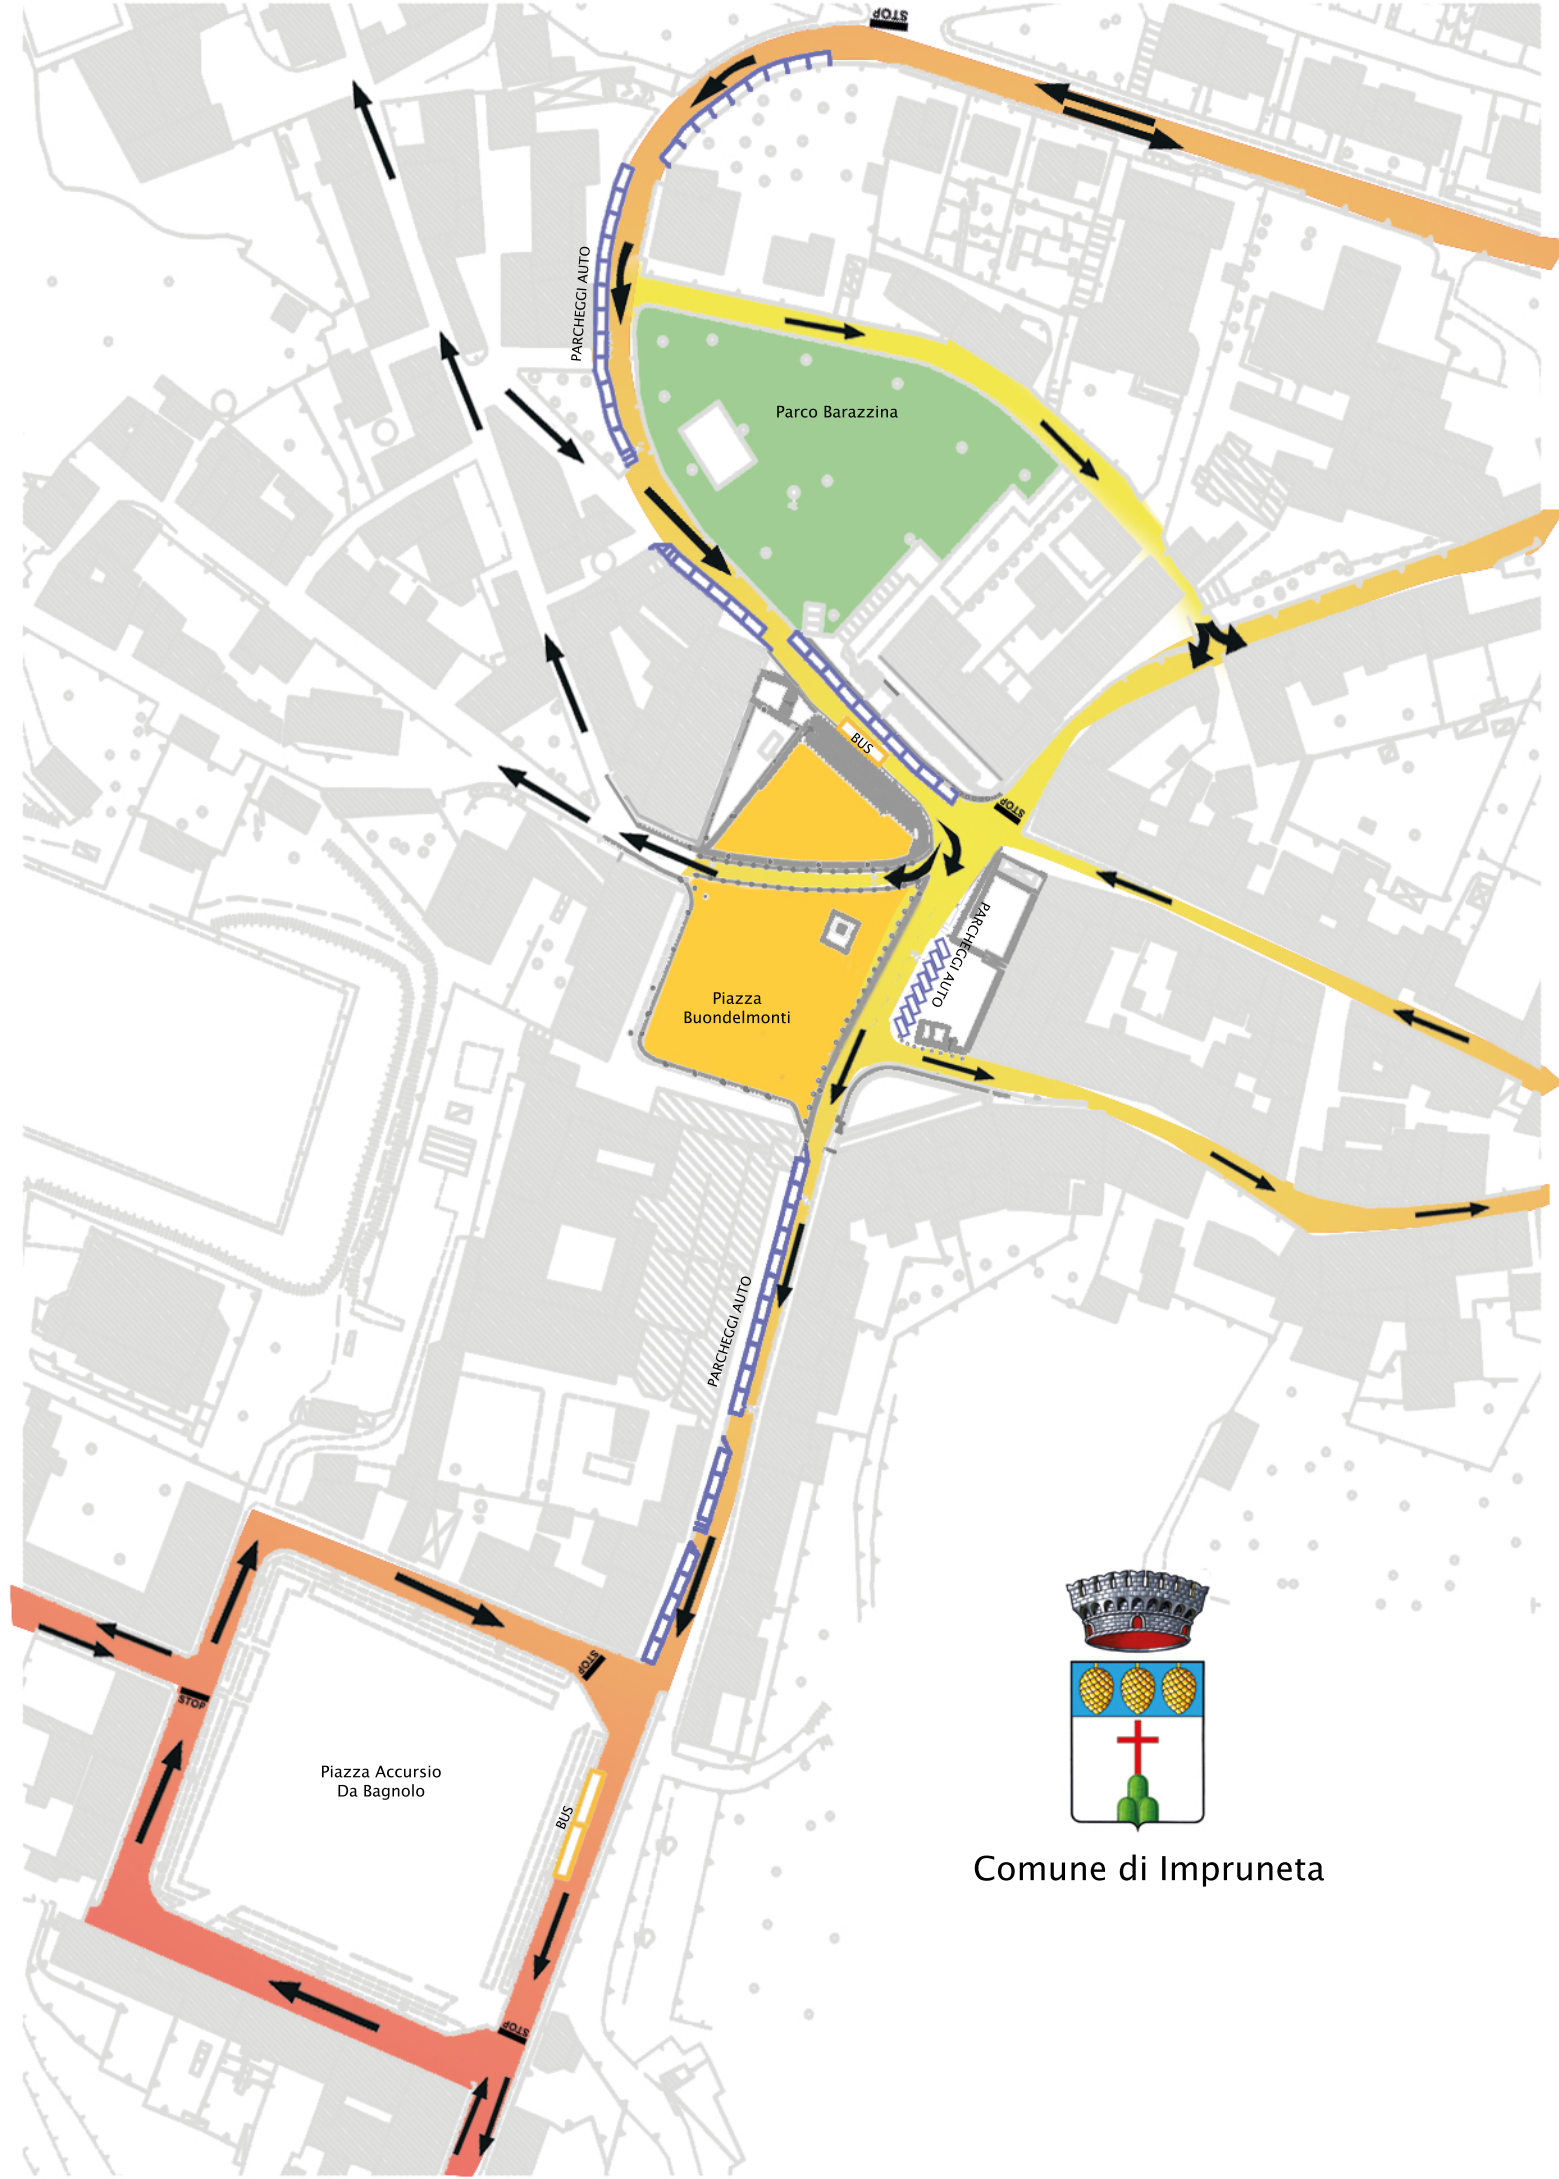 STOP
PARCHEGGI AUTO
Parco Barazzina
BUS
STOP
PARCHEGGI AUTO
Piazza
Buondelmonti
PARCHEGGI AUTO
STOP
STOP
Piazza Accursio
Da Bagnolo
BUS
Comune di Impruneta
STOP